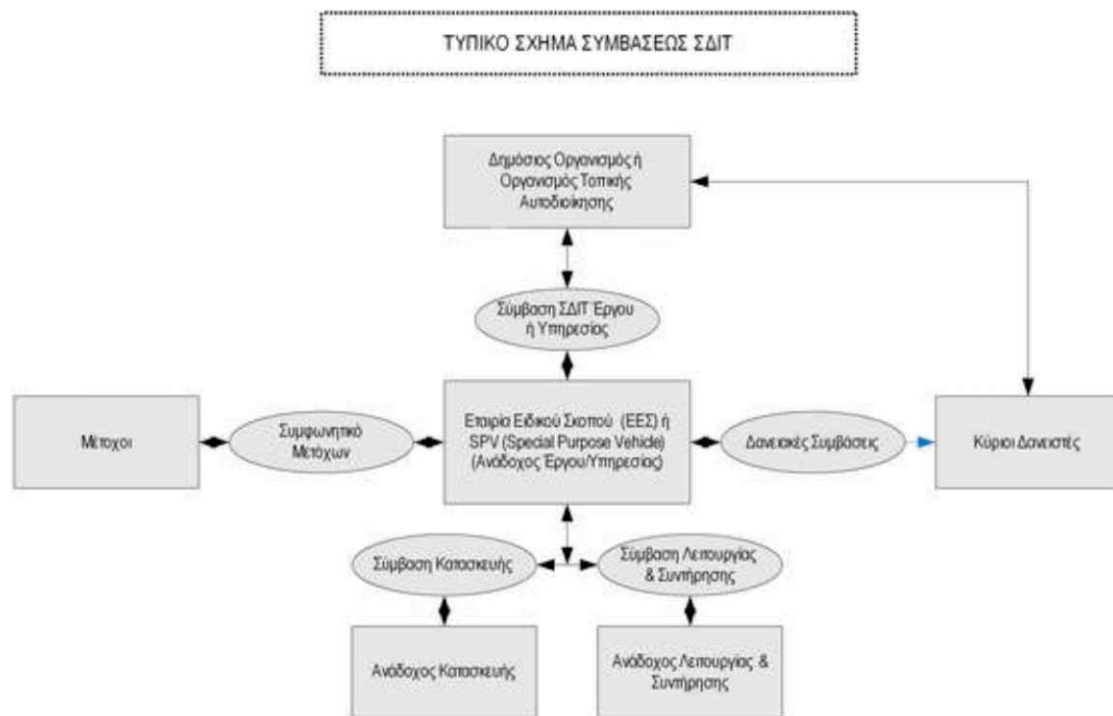 ΤΥΠΙΚΟ ΣΧΗΜΑ ΣΥΜΒΑΣΕΩΣ ΣΔΙΤ
Δημόσιος Οργανισμός ή
Οργανισμός Τοπικής
Αυτοδιοίκησης
Σύμβαση ΣΔΙΤ Έργου
ή Υπηρεσίας
Μέτοχοι
Συμφωνητικό
Μετόχων
Εταιρία Ειδικού Σκοπού (ΕΕΣ) ή
SPV (Special Purpose Vehicle)
(Ανάδοχος Έργου/Υπηρεσίας)
Δανειακές Συμβάσεις
Κύριοι Δανειστές
Σύμβαση Κατασκευής
Σύμβαση Λειτουργίας
& Συντήρησης
Ανάδοχος Κατασκευής
Ανάδοχος Λειτουργίας &
Συντήρησης